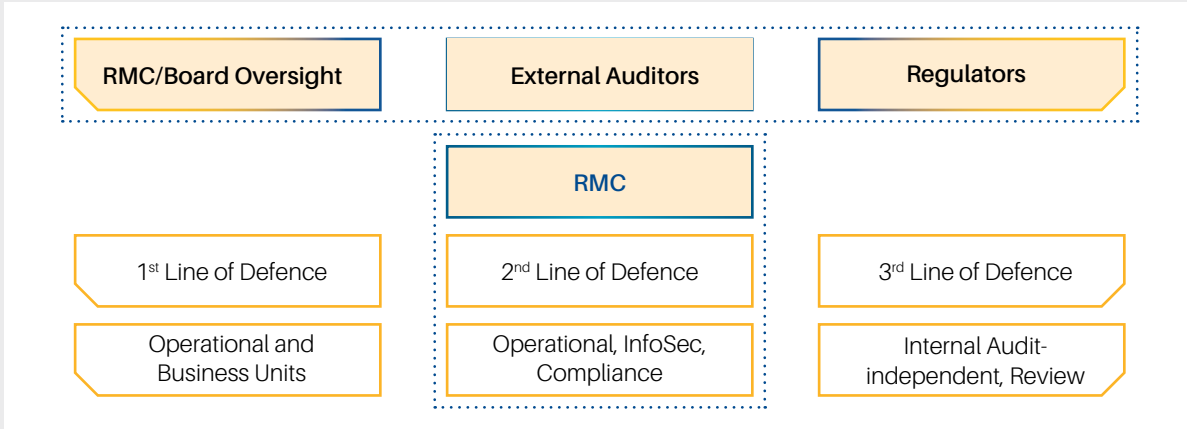 RMC/Board Oversight
External Auditors
Regulators
RMC
1st Line of Defence
2nd Line of Defence
3rd Line of Defence
Operational and
Business Units
Operational, InfoSec,
Compliance
Internal Audit-
independent, Review